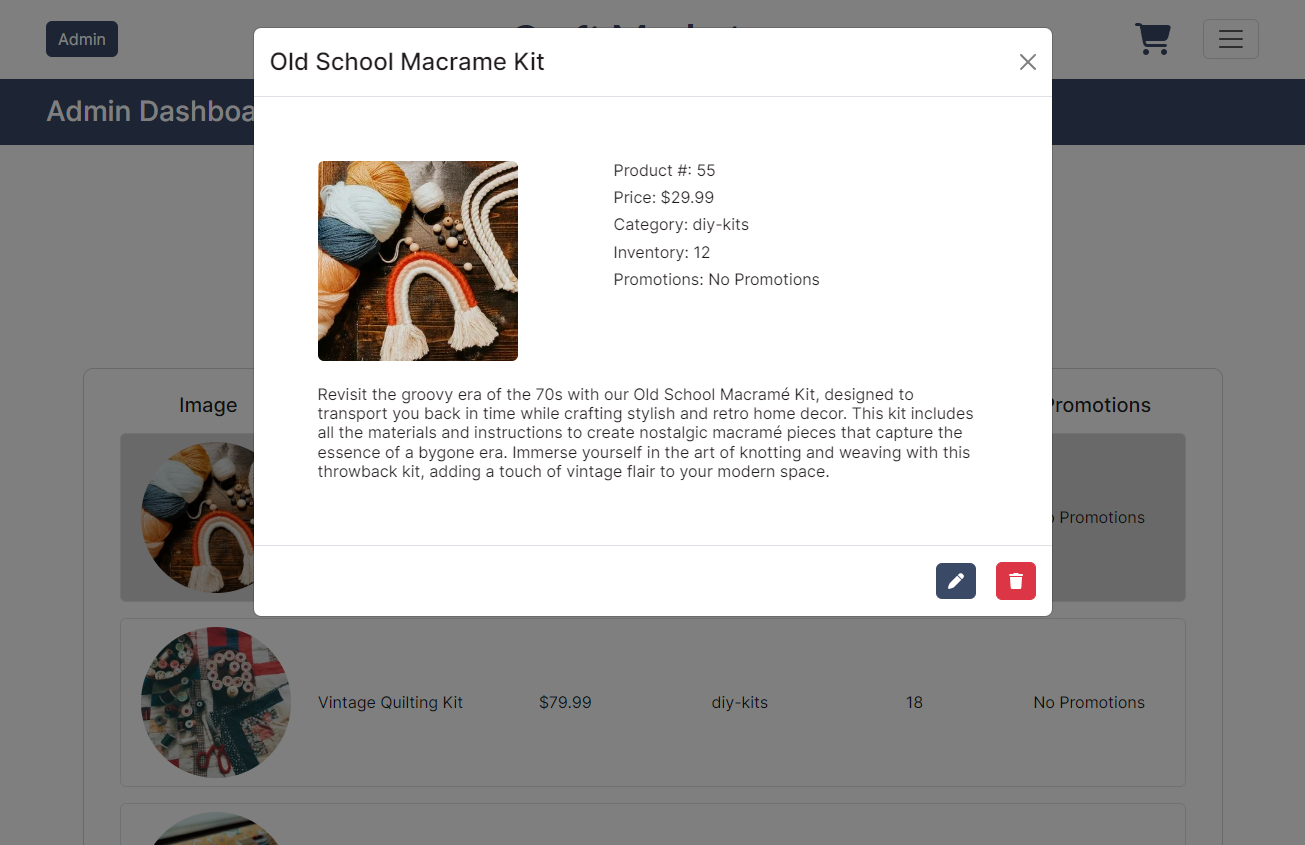 Admin
Old School Macrame Kit
Admin Dashboa
Product #: 55
Price: $29.99
Category: diy-kits
Inventory: 12
Promotions: No Promotions
Revisit the groovy era of the 70s with our Old School Macramé Kit, designed to
transport you back in time while crafting stylish and retro home decor. This kit includes
all the materials and instructions to create nostalgic macramé pieces that capture the
essence of a bygone era. Immerse yourself in the art of knotting and weaving with this
throwback kit, adding a touch of vintage flair to your modern space.
Image
Promotions
No Promotions
Vintage Quilting Kit $79.99 diy-kits 18 No Promotions